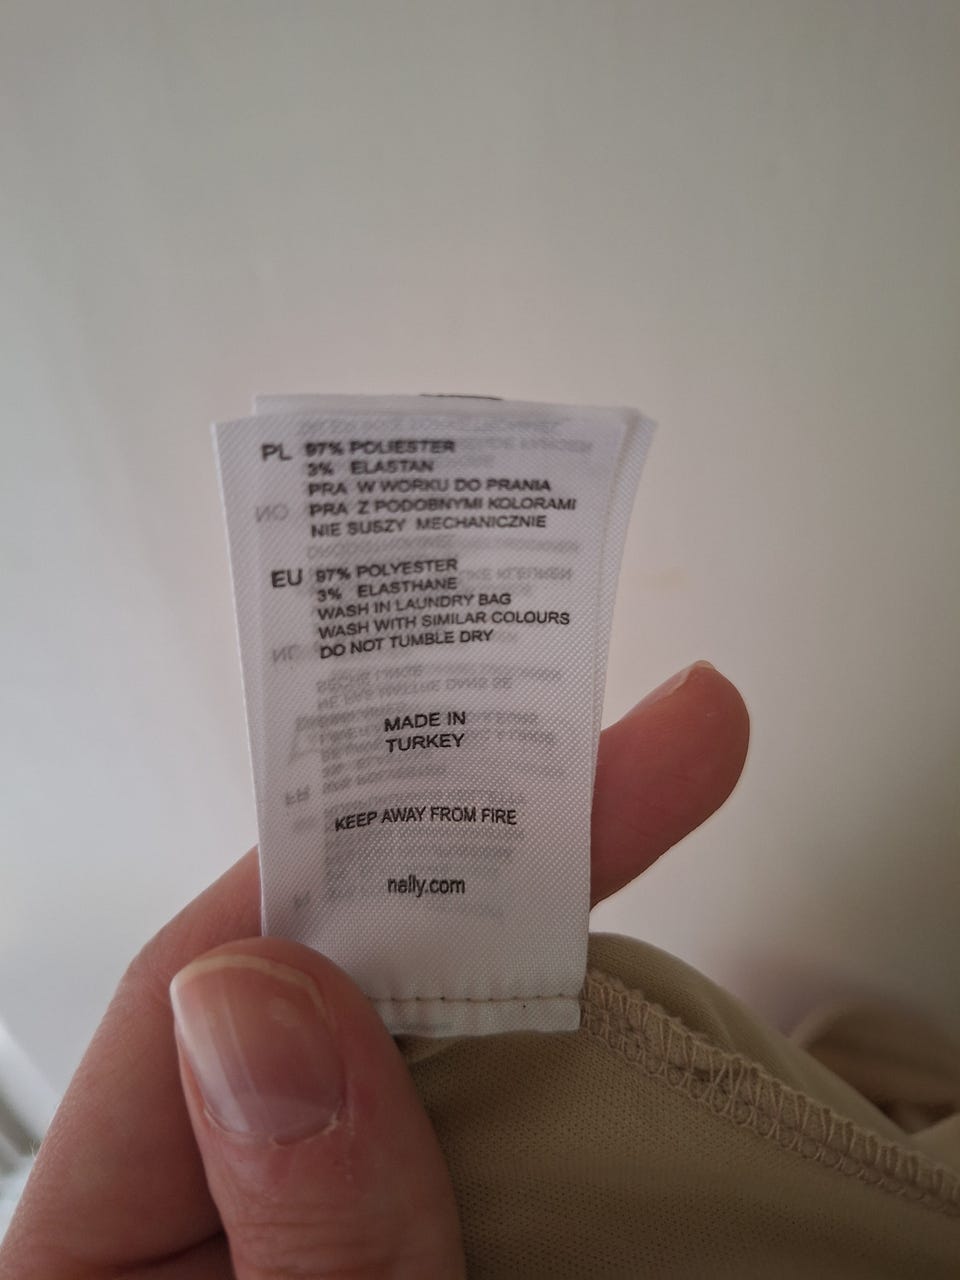 PL 97% POLIESTER
3% ELASTAN
PRA W WORKU DO PRANIA
PRA Z PODOBNYMI KOLORAMI
NIE SUSZY MECHANICZNIE
EU 97% POLYESTER
3% ELASTHANE
WASH IN LAUNDRY BAG
WASH WITH SIMILAR COLOURS
DO NOT TUMBLE DRY
MADE IN
TURKEY
KEEP AWAY FROM FIRE
nelly.com